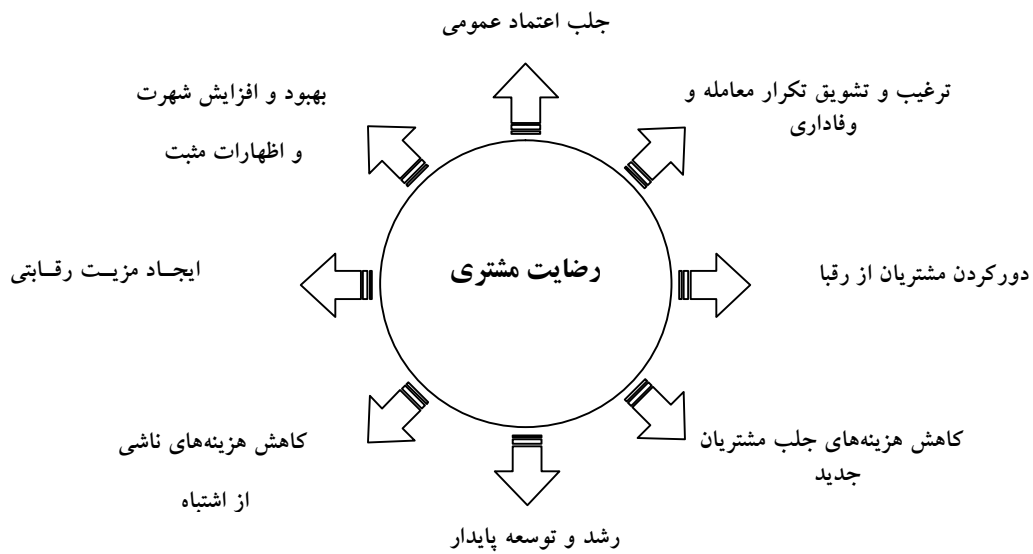 جلب اعتماد عمومی
ترغیب و تشویق تکرار معامله و
وفاداری
بهبود و افزایش شهرت
و اظهارات مثبت
رضایت مشتری
دورکردن مشتریان از رقبا
ایجـاد مزیـت رقـابتی
کاهش هزینه‌های جلب مشتریان
جدید
کاهش هزینه‌های ناشی
از اشتباه
رشد و توسعه پایدار